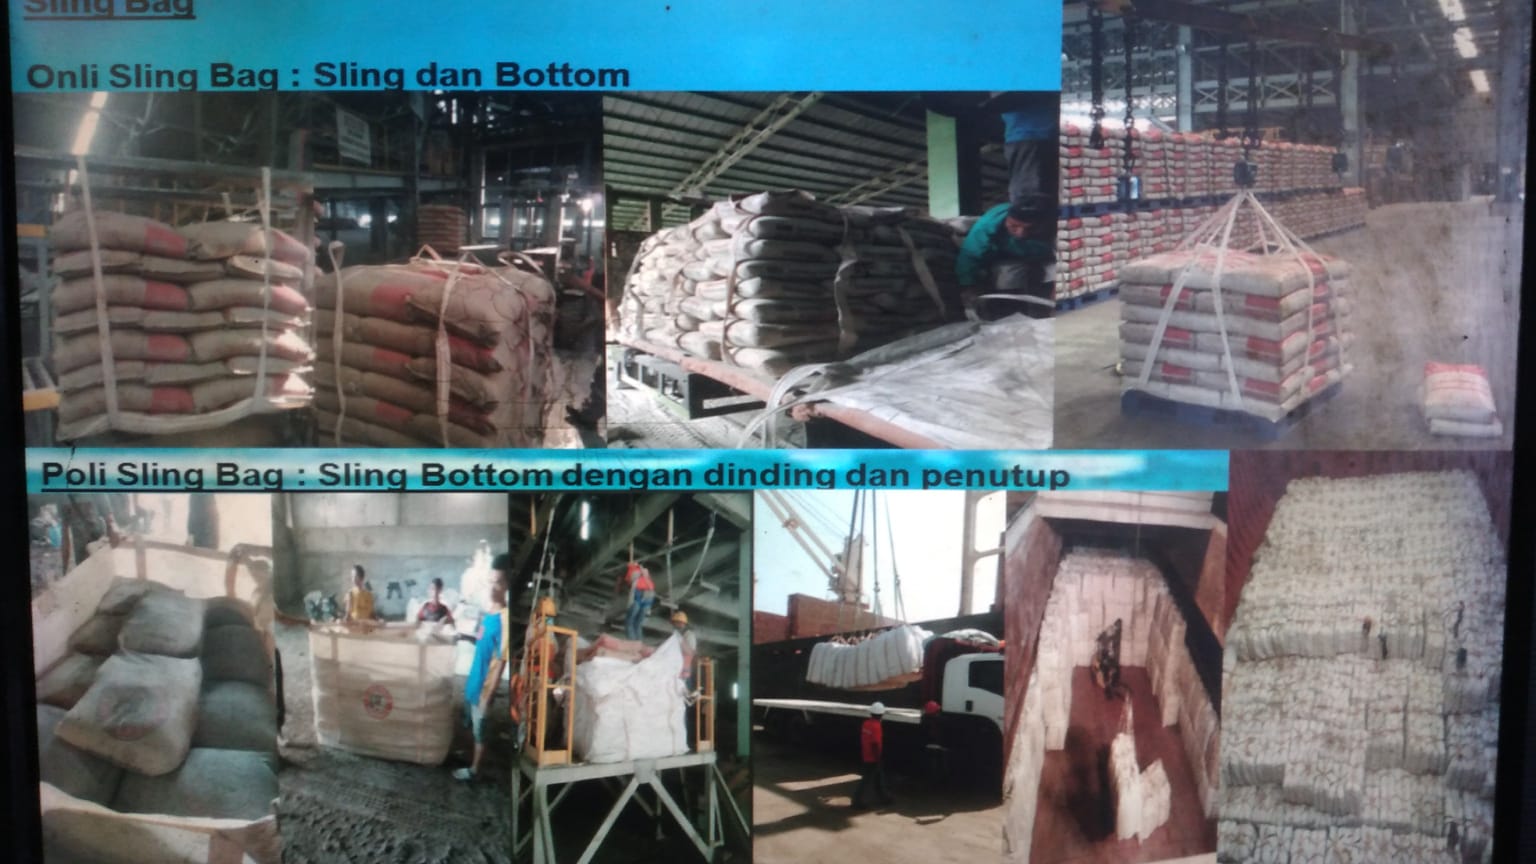 Sling Bag
Onli Sling Bag : Sling dan Bottom
Poli Sling Bag : Sling Bottom dengan dinding dan penutup